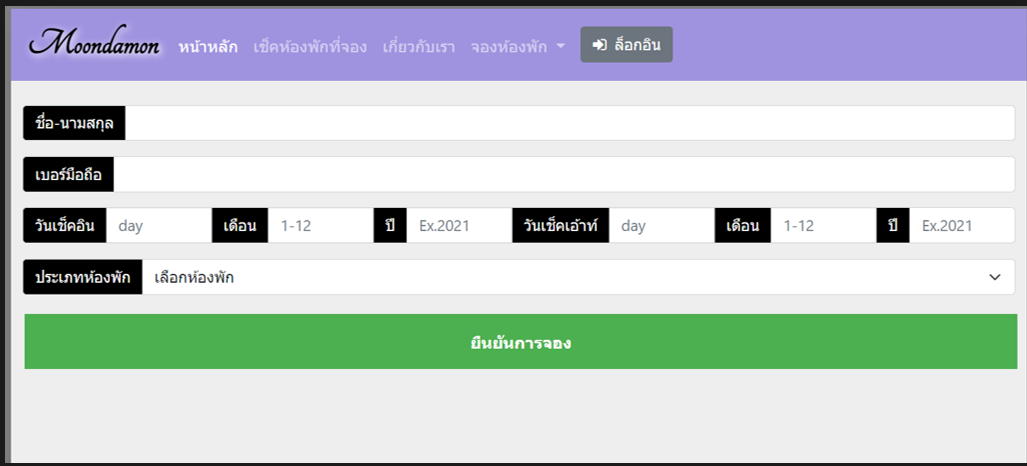 Moondamon หน้าหลัก เช็คห้องพักที่จอง เกี่ยวกับเรา จองห้องพัก ล็อกอิน
ชื่อ-นามสกุล
เบอร์มือถือ
วันเช็คอิน day เดือน 1-12 ปี Ex.2021 วันเช็คเอ้าท์ day เดือน 1-12 ปี Ex.2021
ประเภทห้องพัก เลือกห้องพัก
ยืนยันการจอง